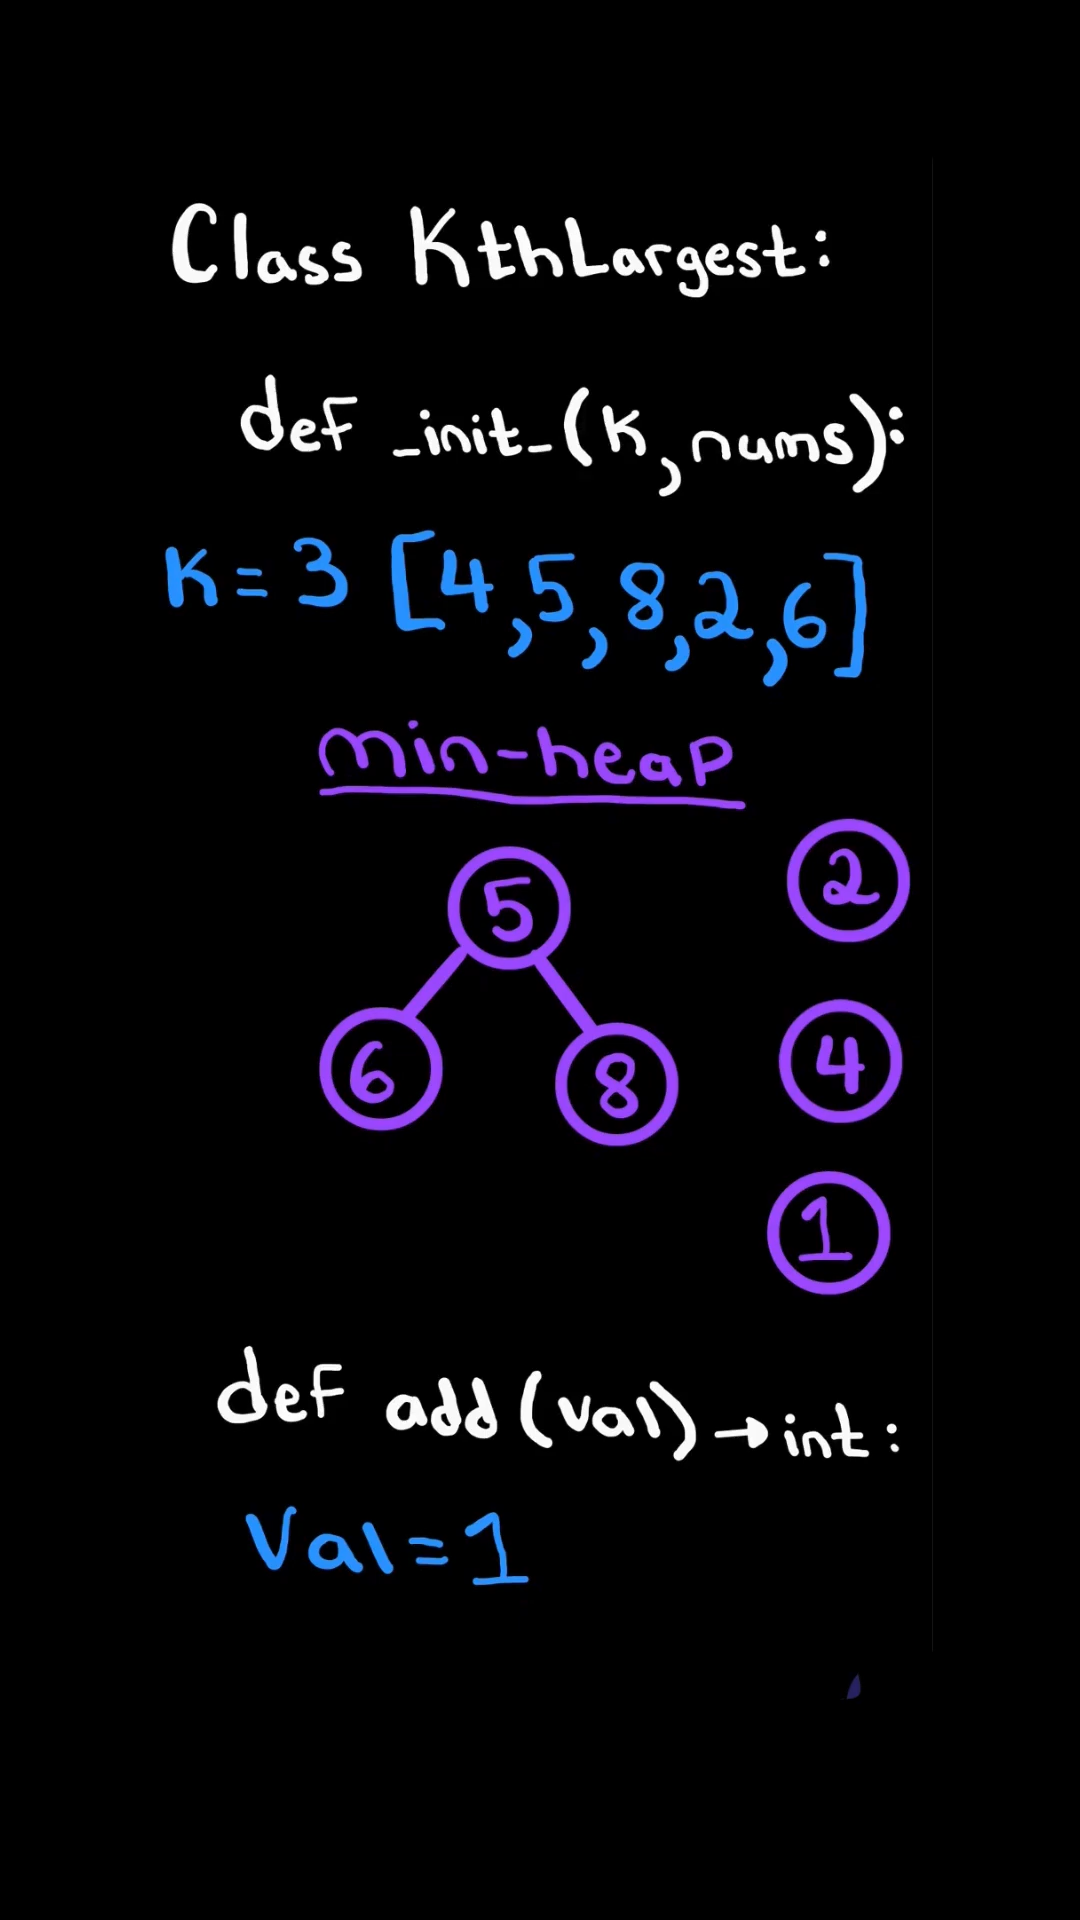 Class KthLargest:
def _init_(K, nums):
K = 3 [4, 5, 8, 2, 6]
min-heap
5
2
6
8
4
1
def add(val) → int:
Val = 1